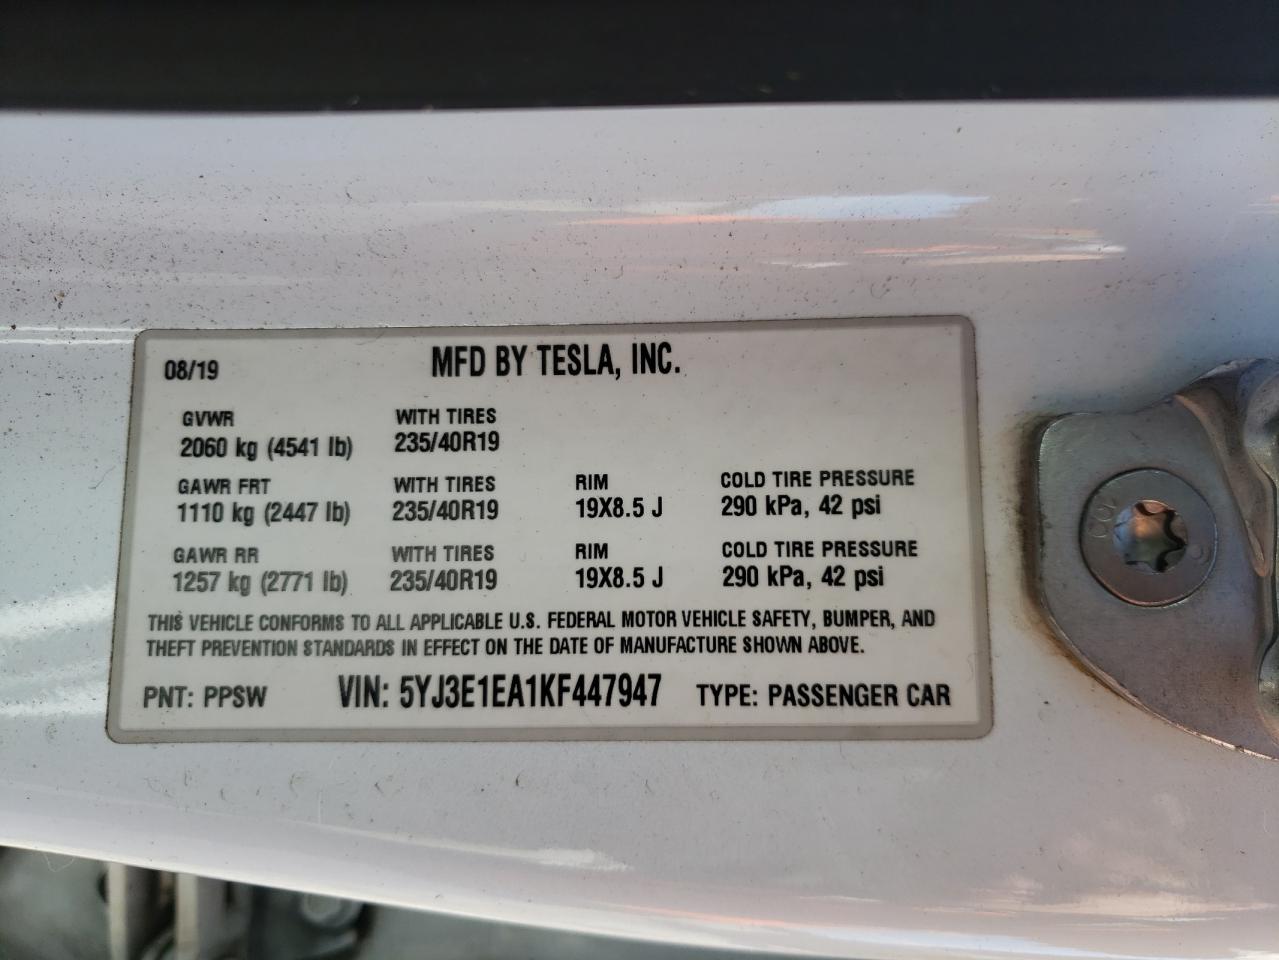 08/19 MFD BY TESLA, INC.
GVWR WITH TIRES
2060 kg (4541 lb) 235/40R19
GAWR FRT WITH TIRES RIM COLD TIRE PRESSURE
1110 kg (2447 lb) 235/40R19 19X8.5 J 290 kPa, 42 psi
GAWR RR WITH TIRES RIM COLD TIRE PRESSURE
1257 kg (2771 lb) 235/40R19 19X8.5 J 290 kPa, 42 psi
THIS VEHICLE CONFORMS TO ALL APPLICABLE U.S. FEDERAL MOTOR VEHICLE SAFETY, BUMPER, AND
THEFT PREVENTION STANDARDS IN EFFECT ON THE DATE OF MANUFACTURE SHOWN ABOVE.
PNT: PPSW VIN: 5YJ3E1EA1KF447947 TYPE: PASSENGER CAR